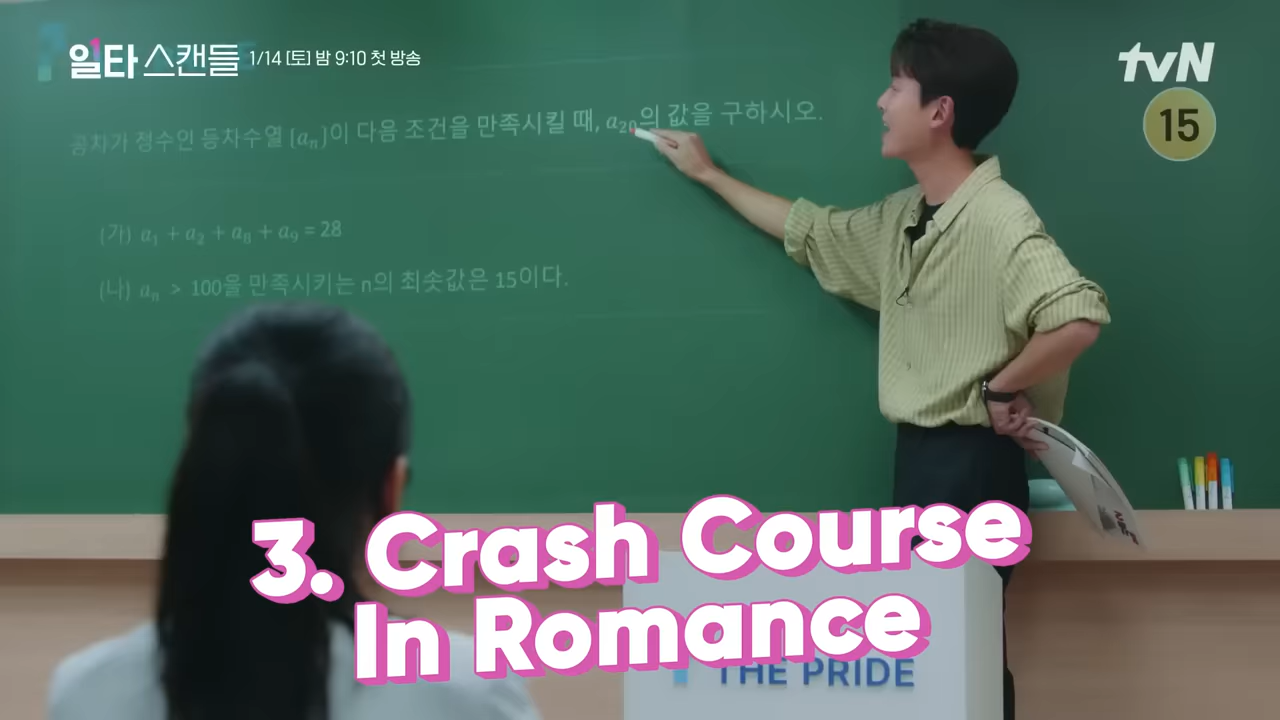 일타 스캔들 1/14 [토] 밤 9:10 첫 방송
tvN
15
공차가 정수인 등차수열 {aₙ}이 다음 조건을 만족시킬 때, a₂₀의 값을 구하시오.
(가) a₁ + a₂ + a₈ + a₉ = 28
(나) aₙ > 100을 만족시키는 n의 최솟값은 15이다.
3. Crash Course
In Romance
THE PRIDE